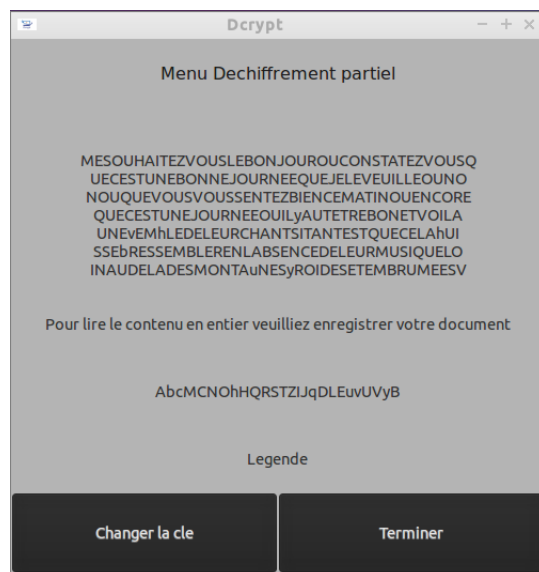 Dcrypt
Menu Dechiffrement partiel
MESOUHAITEZVOUSLEBONJOUROUCONSTATEZVOUSQ
UECESTUNEBONNEJOURNEEQUEJELEVEUILLEOUNO
NOUQUEVOUSVOUSSENTEZBIENCEMATINOUENCORE
QUECESTUNEJOURNEEOUILyAUTETREBONETVOILA
UNEvEMhLEDELEURCHANTSITANTESTQUECELAhUI
SSEbRESSEMBLERENLABSENCEDELEURMUSIQUELO
INAUDELADESMONTAuNESyROIDESETEMBRUMEESV
Pour lire le contenu en entier veuilliez enregistrer votre document
AbcMCNOhHQRSTZIJqDLEuvUVyB
Legende
Changer la cle
Terminer